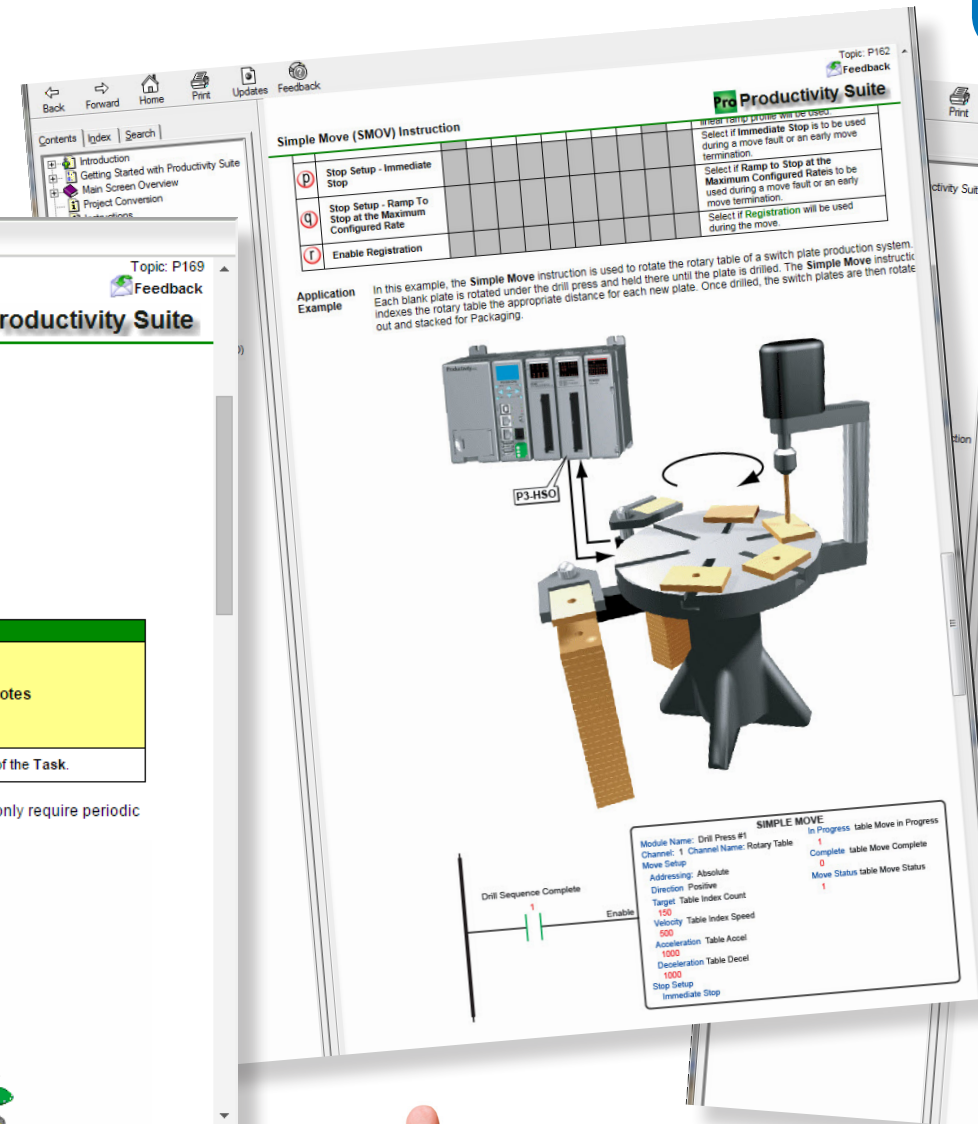 Back
Forward
Home
Print
Updates
Feedback
Contents
Index
Search
Introduction
Getting Started with Productivity Suite
Main Screen Overview
Project Conversion
Topic: P162
Feedback
Pro Productivity Suite
Simple Move (SMOV) Instruction
linear ramp profile will be used.
p
Stop Setup - Immediate
Stop
Select if Immediate Stop is to be used
during a move fault or an early move
termination.
q
Stop Setup - Ramp To
Stop at the Maximum
Configured Rate
Select if Ramp to Stop at the
Maximum Configured Rateis to be
used during a move fault or an early
move termination.
r
Enable Registration
Select if Registration will be used
during the move.
Application
Example
In this example, the Simple Move instruction is used to rotate the rotary table of a switch plate production system.
Each blank plate is rotated under the drill press and held there until the plate is drilled. The Simple Move instructic
indexes the rotary table the appropriate distance for each new plate. Once drilled, the switch plates are then rotate
out and stacked for Packaging.
P3-HSO
Drill Sequence Complete
1
Enable
SIMPLE MOVE
Module Name: Drill Press #1
Channel: 1 Channel Name: Rotary Table
Move Setup
Addressing: Absolute
Direction Positive
Target Table Index Count
150
Velocity Table Index Speed
500
Acceleration Table Accel
1000
Deceleration Table Decel
1000
Stop Setup
Immediate Stop
In Progress table Move in Progress
1
Complete table Move Complete
0
Move Status table Move Status
1
Topic: P169
Feedback
roductivity Suite
otes
of the Task.
only require periodic
Print
ctivity Suit
ction